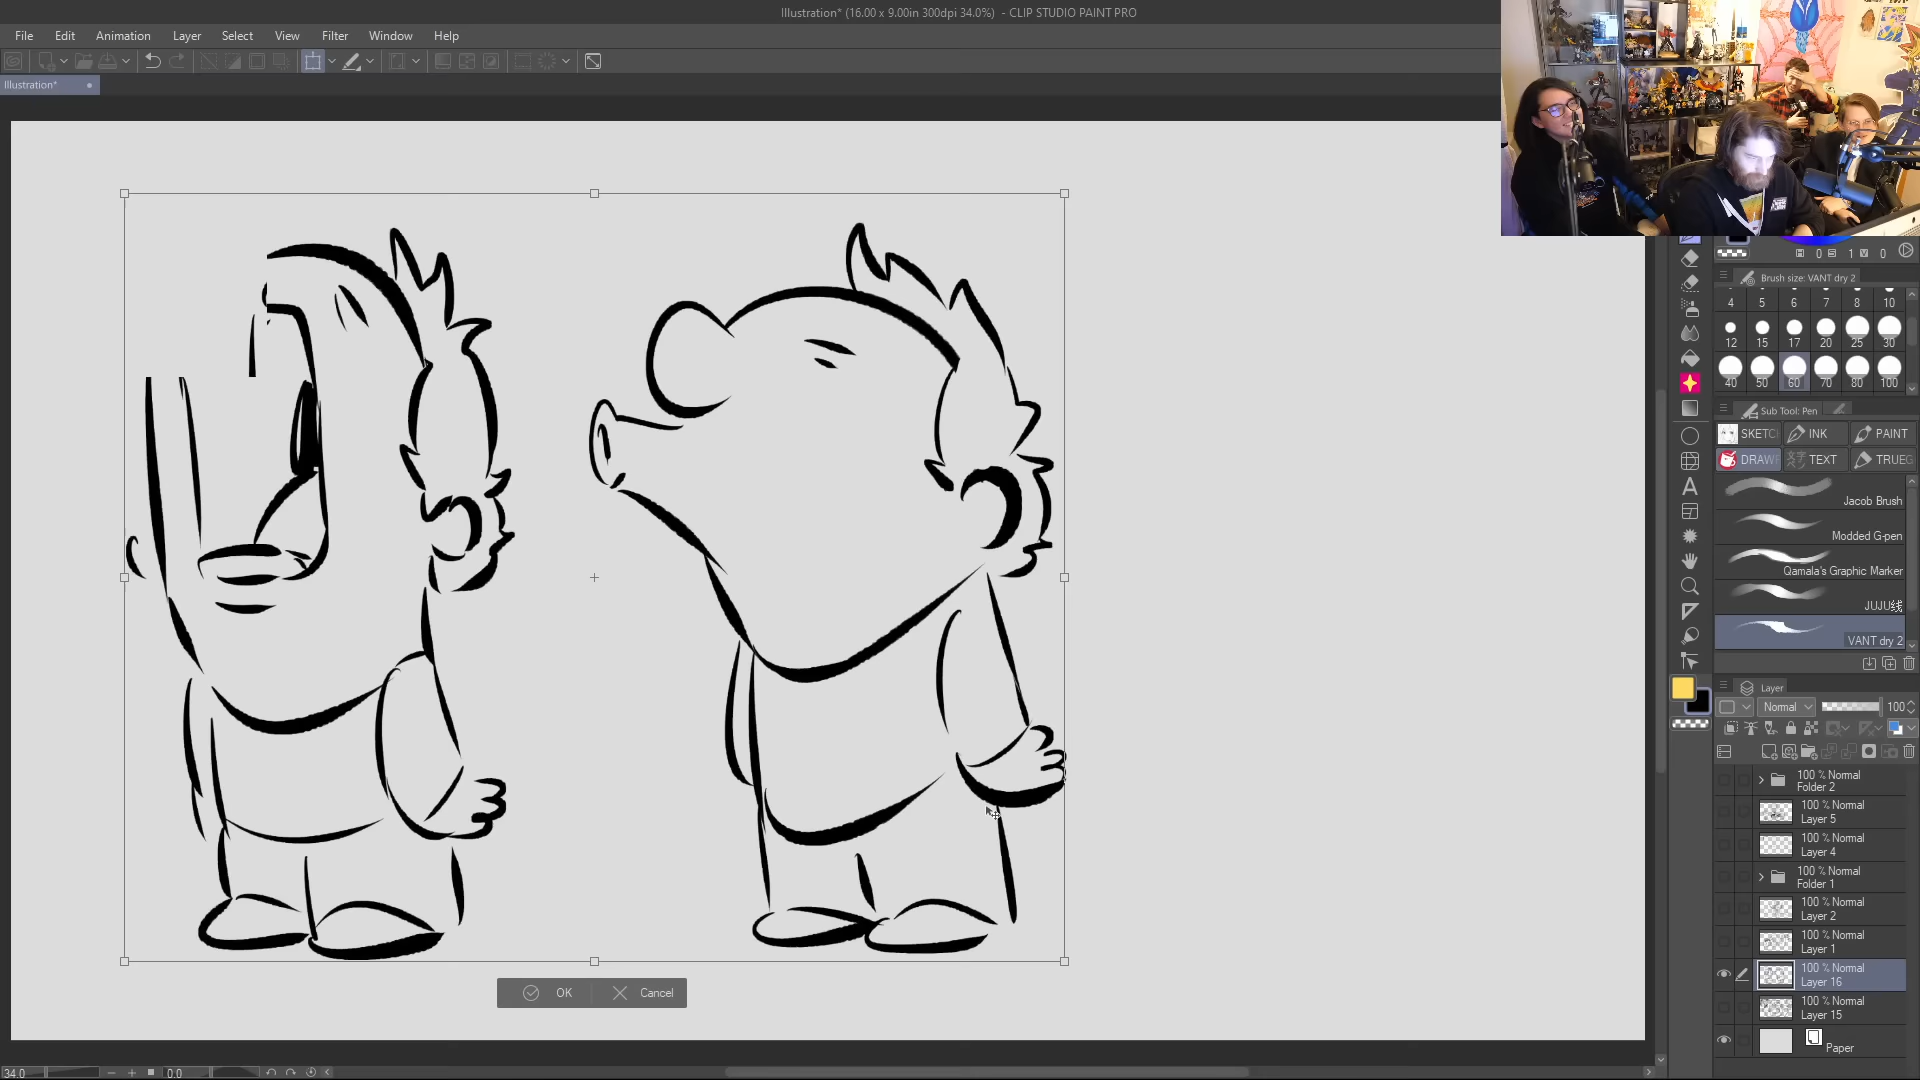 Illustration* (16.00 x 9.00in 300dpi 34.0%) - CLIP STUDIO PAINT PRO
File Edit Animation Layer Select View Filter Window Help
Illustration*
0 1 0
Brush size: VANT dry 2
4 5 6 7 8 10
12 15 17 20 25 30
40 50 60 70 80 100
Sub Tool: Pen
SKETC INK PAINT
DRAW TEXT TRUEG
Jacob Brush
Modded G-pen
Qamala's Graphic Marker
JUJU线
VANT dry 2
Layer
Normal 100
100 % Normal
Folder 2
100 % Normal
Layer 5
100 % Normal
Layer 4
100 % Normal
Folder 1
100 % Normal
Layer 2
100 % Normal
Layer 1
100 % Normal
Layer 16
100 % Normal
Layer 15
Paper
OK Cancel
34.0 0.0